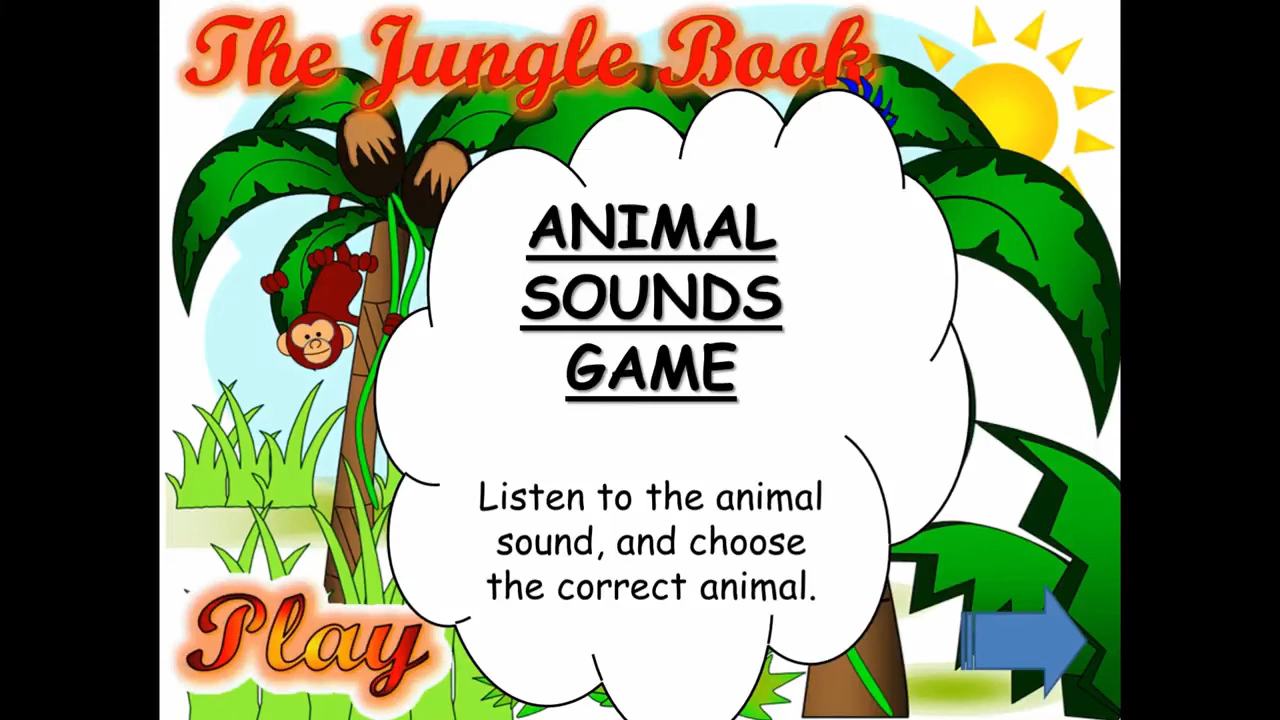 The Jungle Book
ANIMAL
SOUNDS
GAME
Listen to the animal
sound, and choose
the correct animal.
Play